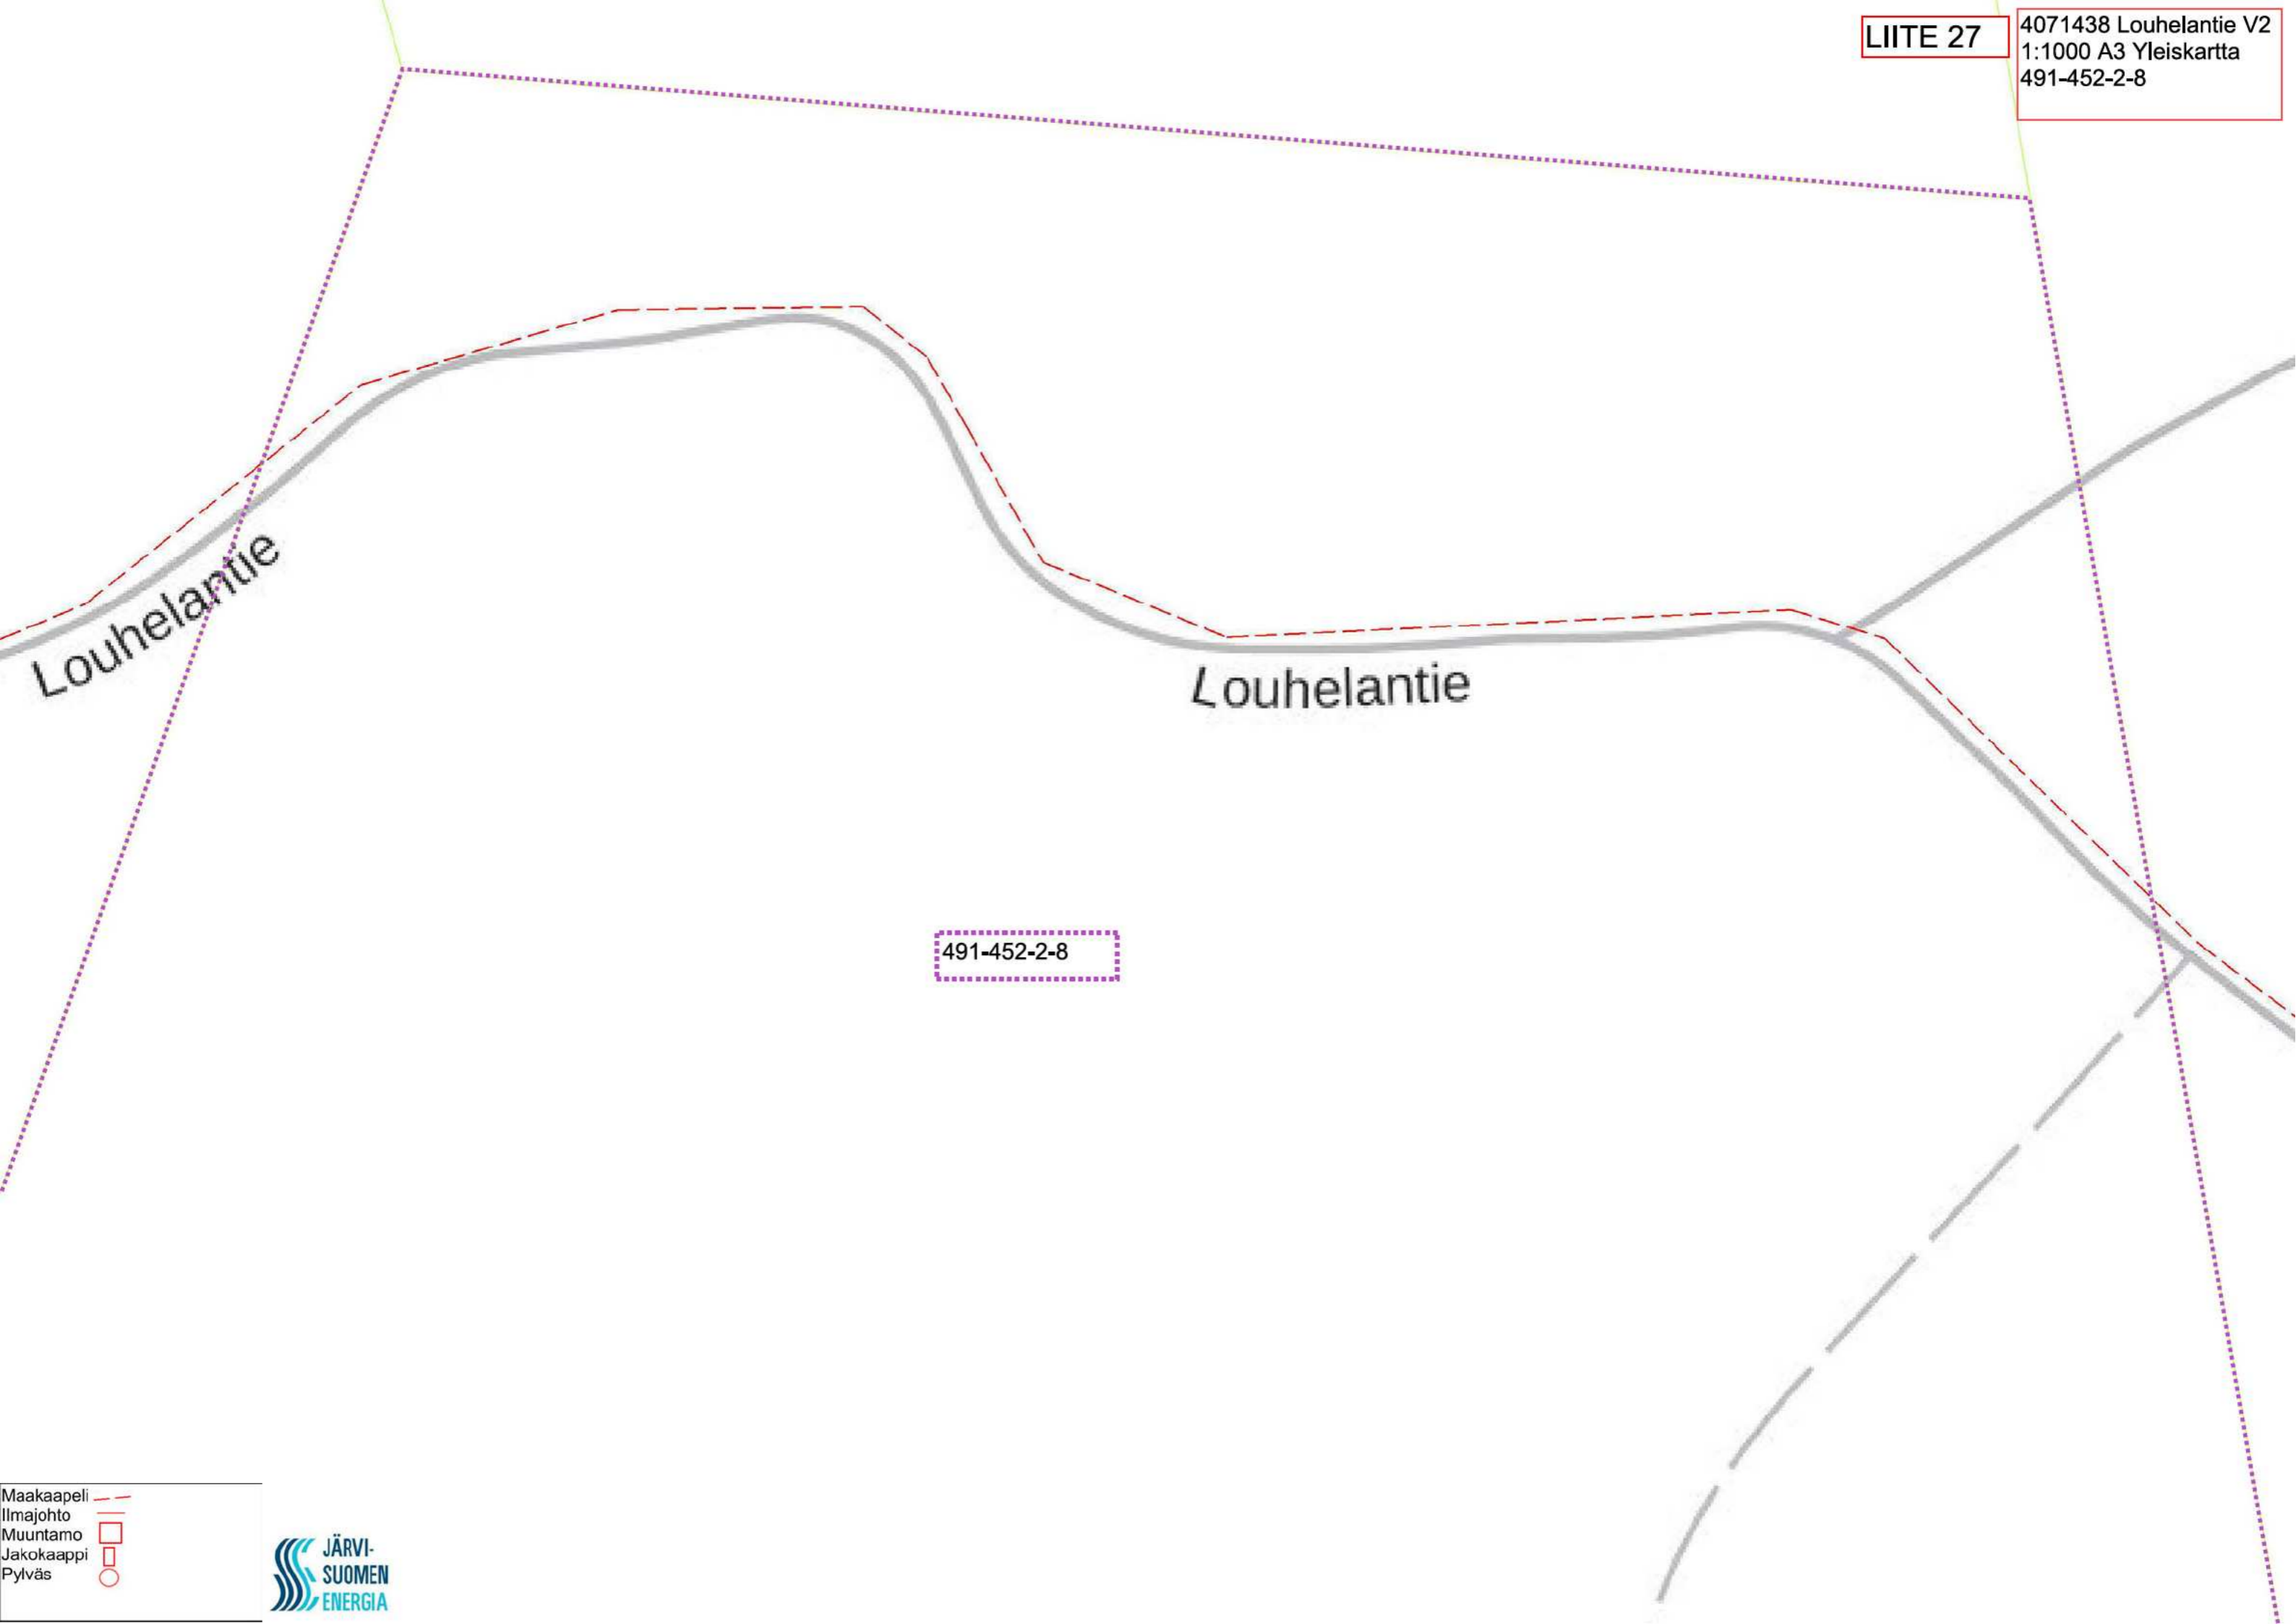 LIITE 27
4071438 Louhelantie V2
1:1000 A3 Yleiskartta
491-452-2-8
Louhelantie
Louhelantie
491-452-2-8
Maakaapeli
Ilmajohto
Muuntamo
Jakokaappi
Pylväs
JÄRVI-
SUOMEN
ENERGIA